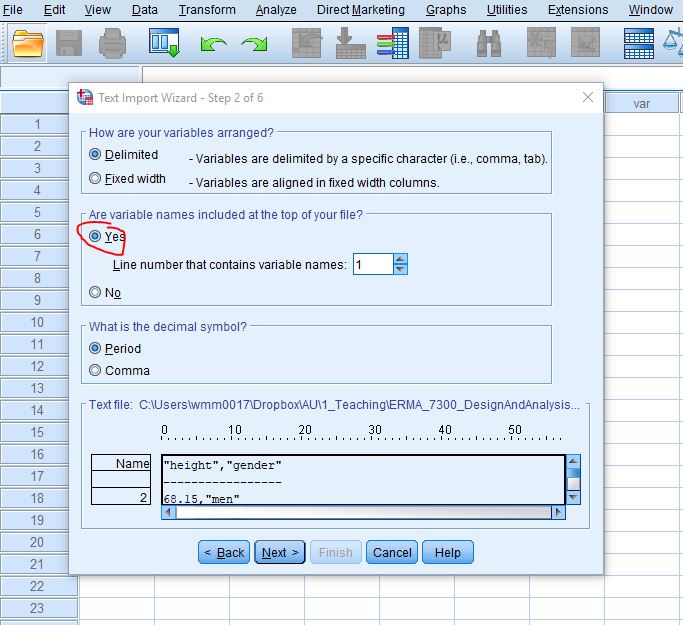 File Edit View Data Transform Analyze Direct Marketing Graphs Utilities Extensions Window
var
Text Import Wizard - Step 2 of 6
How are your variables arranged?
Delimited - Variables are delimited by a specific character (i.e., comma, tab).
Fixed width - Variables are aligned in fixed width columns.
Are variable names included at the top of your file?
Yes
Line number that contains variable names: 1
No
What is the decimal symbol?
Period
Comma
Text file: C:\Users\wmm0017\Dropbox\AU\1_Teaching\ERMA_7300_DesignAndAnalysis...
0 10 20 30 40 50
Name "height","gender"
-----------------
2 68.15,"men"
< Back Next > Finish Cancel Help
1
2
3
4
5
6
7
8
9
10
11
12
13
14
15
16
17
18
19
20
21
22
23